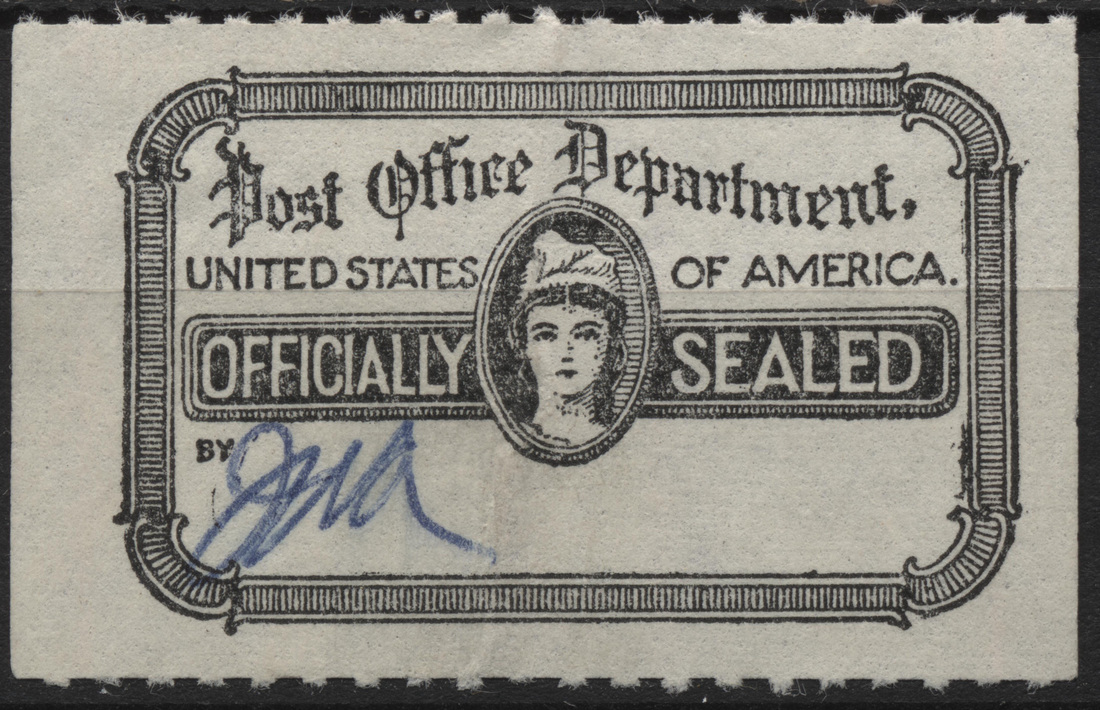 Post Office Department,
UNITED STATES OF AMERICA.
OFFICIALLY SEALED
BY